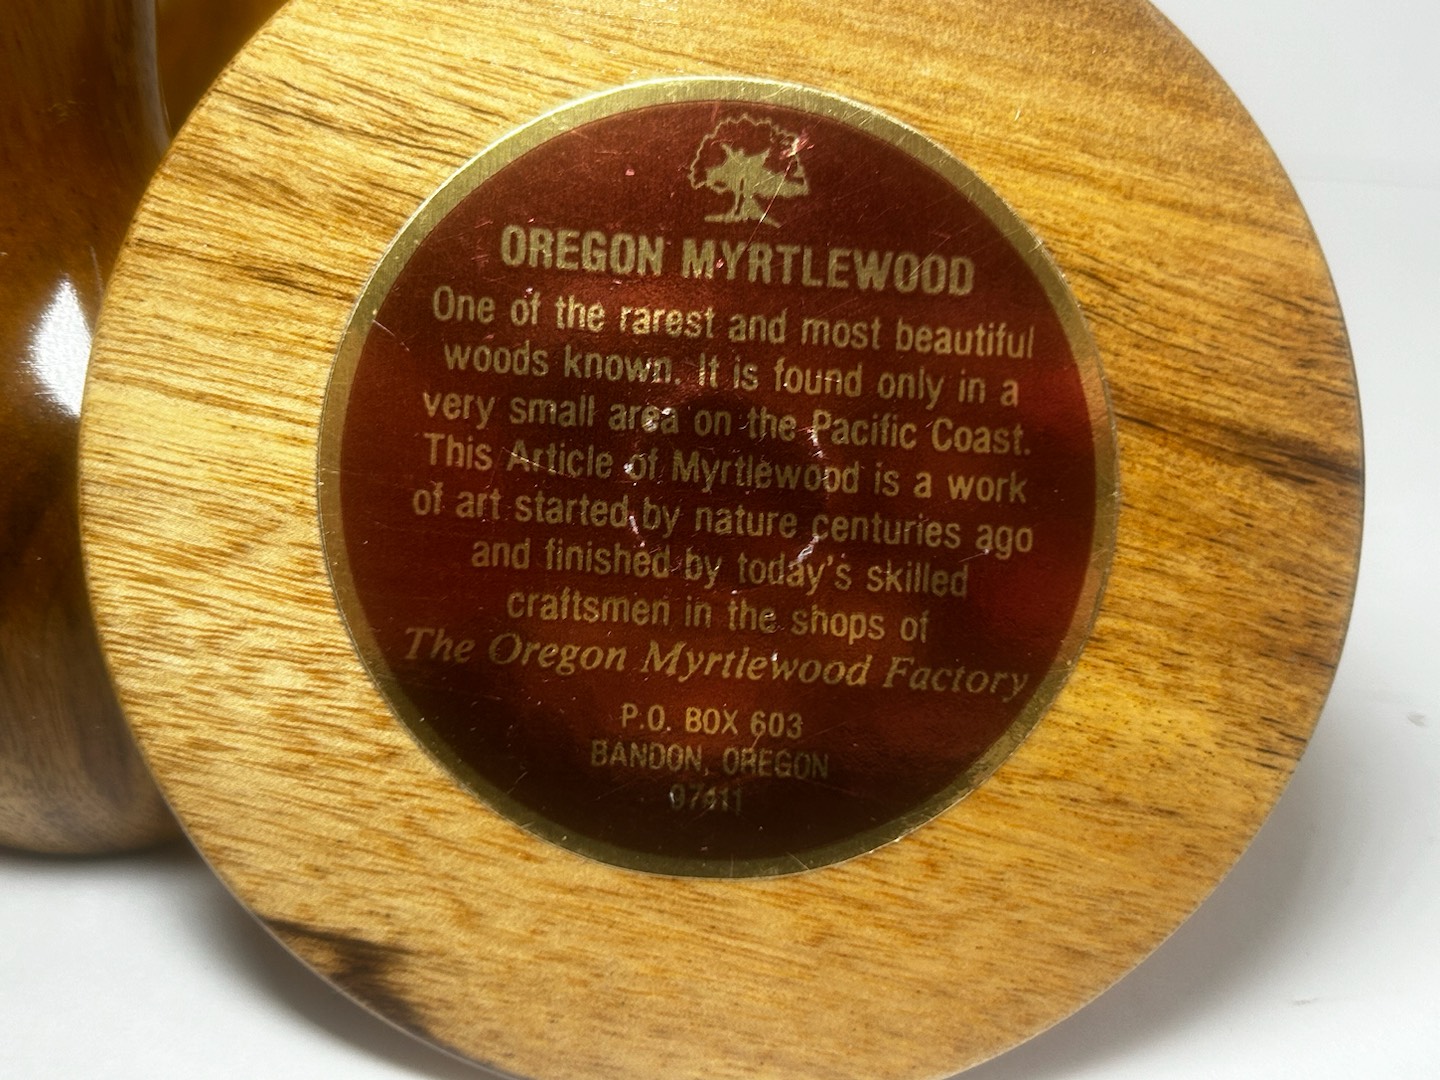 OREGON MYRTLEWOOD
One of the rarest and most beautiful
woods known. It is found only in a
very small area on the Pacific Coast.
This Article of Myrtlewood is a work
of art started by nature centuries ago
and finished by today's skilled
craftsmen in the shops of
The Oregon Myrtlewood Factory
P.O. BOX 603
BANDON, OREGON
97411